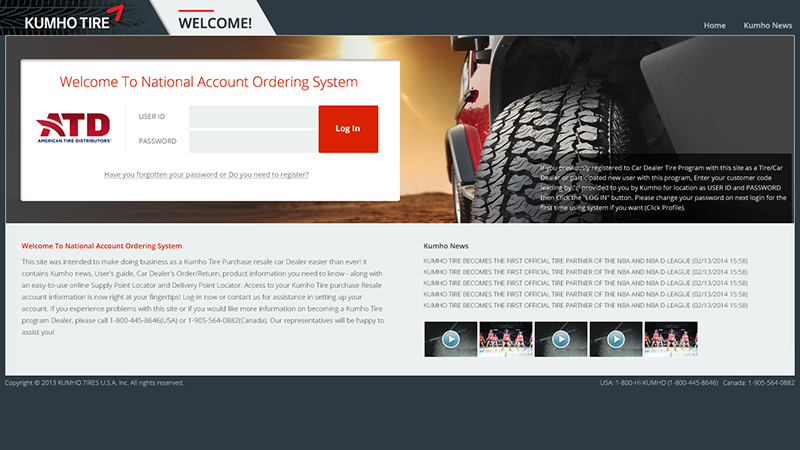 KUMHO TIRE
WELCOME!
Home
Kumho News
Welcome To National Account Ordering System
ATD
AMERICAN TIRE DISTRIBUTORS
USER ID
PASSWORD
Log In
Have you forgotten your password or Do you need to register?
If you previously registered to Car Dealer Tire Program with this site as a Tire/Car
Dealer or participated new user with this program, Enter your customer code
leading by 'c' provided to you by Kumho for location as USER ID and PASSWORD
then Click the "LOG IN" button. Please change your password on next login for the
first time using system if you want (Click Profile).
Welcome To National Account Ordering System
This site was intended to make doing business as a Kumho Tire Purchase resale car Dealer easier than ever! It
contains Kumho news, User's guide, Car Dealer's Order/Return, product information you need to know - along with
an easy-to-use online Supply Point Locator and Delivery Point Locator. Access to your Kumho Tire purchase Resale
account information is now right at your fingertips! Log-in now or contact us for assistance in setting up your
account. If you experience problems with this site or if you would like more information on becoming a Kumho Tire
program Dealer, please call 1-800-445-8646(USA) or 1-905-564-0882(Canada). Our representatives will be happy to
assist you!
Kumho News
KUMHO TIRE BECOMES THE FIRST OFFICIAL TIRE PARTNER OF THE NBA AND NBA D-LEAGUE (02/13/2014 15:58)
KUMHO TIRE BECOMES THE FIRST OFFICIAL TIRE PARTNER OF THE NBA AND NBA D-LEAGUE (02/13/2014 15:58)
KUMHO TIRE BECOMES THE FIRST OFFICIAL TIRE PARTNER OF THE NBA AND NBA D-LEAGUE (02/13/2014 15:58)
KUMHO TIRE BECOMES THE FIRST OFFICIAL TIRE PARTNER OF THE NBA AND NBA D-LEAGUE (02/13/2014 15:58)
KUMHO TIRE BECOMES THE FIRST OFFICIAL TIRE PARTNER OF THE NBA AND NBA D-LEAGUE (02/13/2014 15:58)
Copyright © 2013 KUMHO TIRES U.S.A. Inc. All rights reserved.
USA: 1-800-HI-KUMHO (1-800-445-8646) Canada: 1-905-564-0882